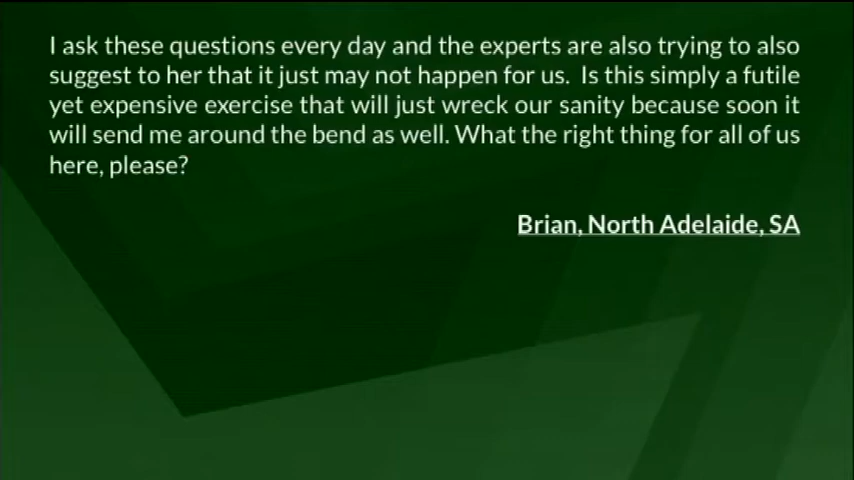 I ask these questions every day and the experts are also trying to also
suggest to her that it just may not happen for us.  Is this simply a futile
yet expensive exercise that will just wreck our sanity because soon it
will send me around the bend as well. What the right thing for all of us
here, please?
Brian, North Adelaide, SA